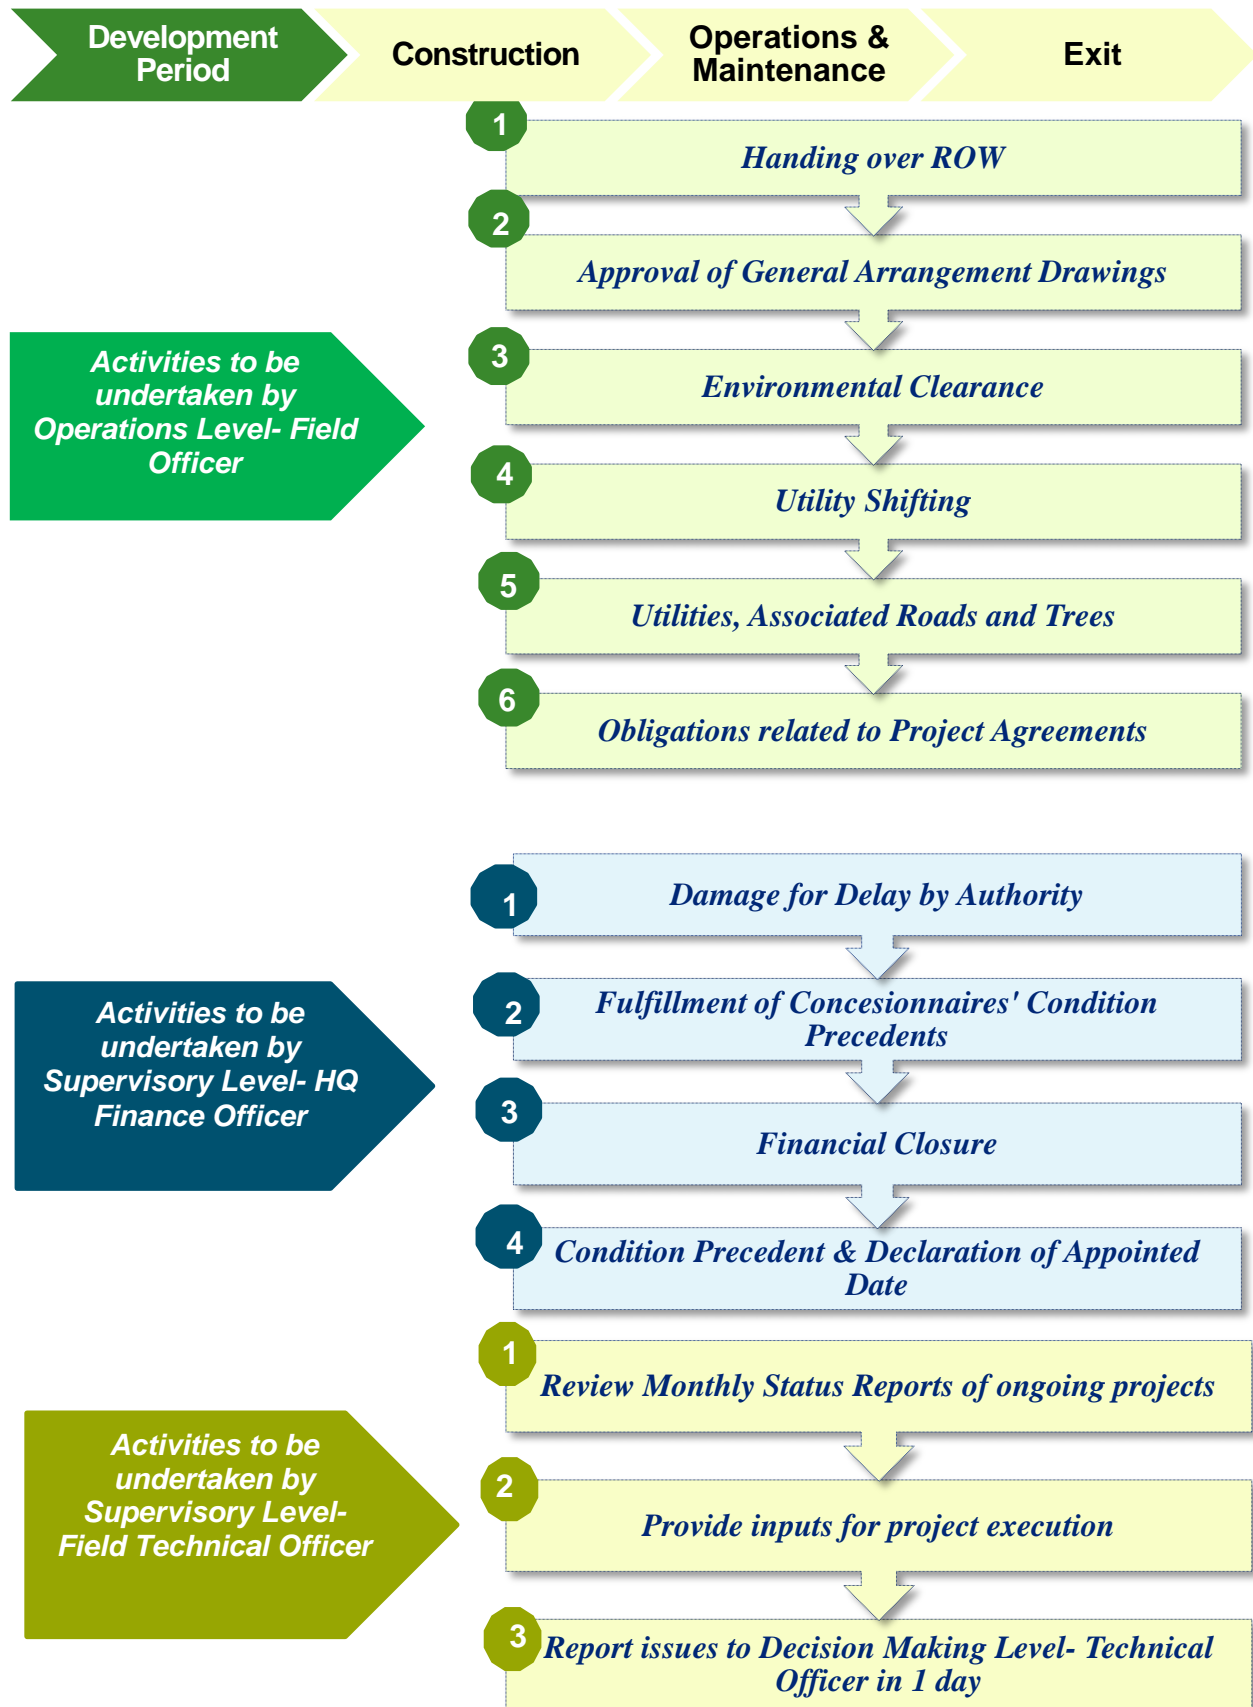 Development
Period
Construction
Operations &
Maintenance
Exit
1
Handing over ROW
2
Approval of General Arrangement Drawings
Activities to be
undertaken by
Operations Level- Field
Officer
3
Environmental Clearance
4
Utility Shifting
5
Utilities, Associated Roads and Trees
6
Obligations related to Project Agreements
1
Damage for Delay by Authority
Activities to be
undertaken by
Supervisory Level- HQ
Finance Officer
2
Fulfillment of Concesionnaires' Condition
Precedents
3
Financial Closure
4
Condition Precedent & Declaration of Appointed
Date
1
Review Monthly Status Reports of ongoing projects
Activities to be
undertaken by
Supervisory Level-
Field Technical Officer
2
Provide inputs for project execution
3
Report issues to Decision Making Level- Technical
Officer in 1 day